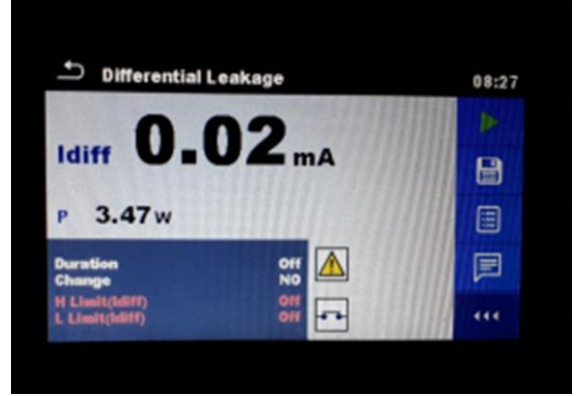 Differential Leakage 08:27
Idiff 0.02 mA
P 3.47 W
Duration Off
Change NO
H Limit(Idiff) Off
L Limit(Idiff) Off